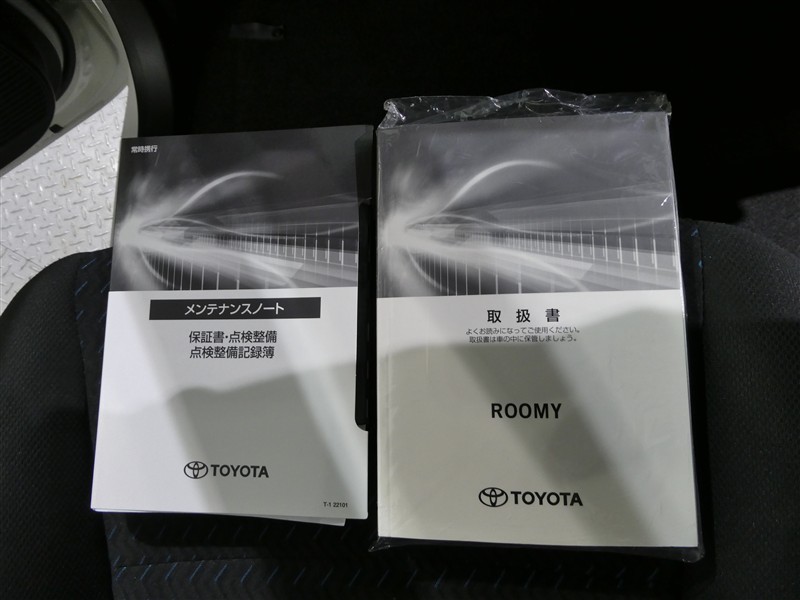 常時携行
メンテナンスノート
保証書・点検整備
点検整備記録簿
TOYOTA
T-1 32101
取扱書
よくお読みになってご使用ください。
取扱書は車の中に保管しましょう。
ROOMY
TOYOTA